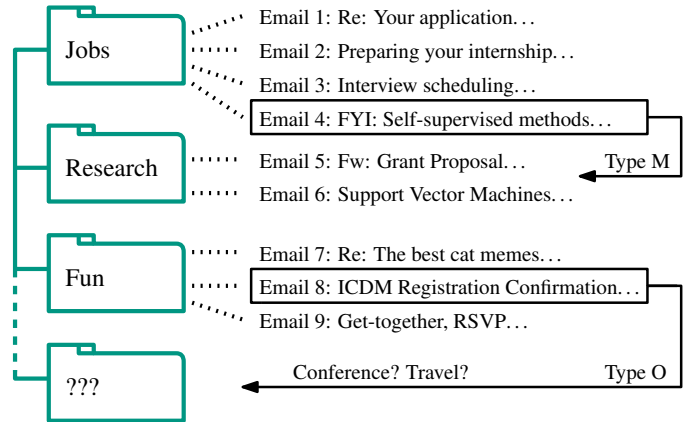 Jobs
Email 1: Re: Your application…
Email 2: Preparing your internship…
Email 3: Interview scheduling…
Email 4: FYI: Self-supervised methods…
Research
Email 5: Fw: Grant Proposal…
Type M
Email 6: Support Vector Machines…
Fun
Email 7: Re: The best cat memes…
Email 8: ICDM Registration Confirmation…
Email 9: Get-together, RSVP…
???
Conference? Travel?
Type O